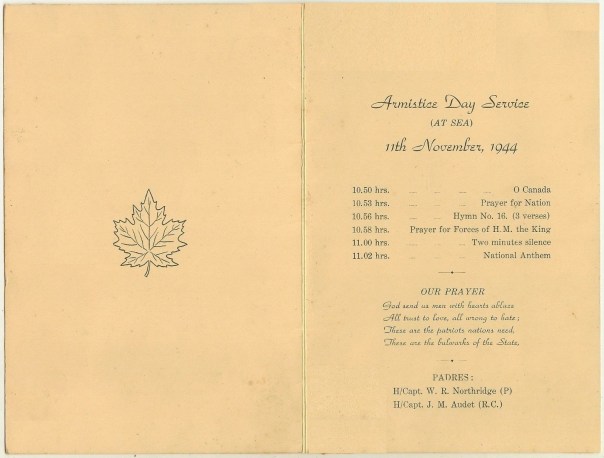 Armistice Day Service
(AT SEA)
11th November, 1944
10.50 hrs. ... ... ... ... O Canada
10.53 hrs. ... ... ... Prayer for Nation
10.56 hrs. ... ... Hymn No. 16. (3 verses)
10.58 hrs. Prayer for Forces of H.M. the King
11.00 hrs. ... ... ... Two minutes silence
11.02 hrs. ... ... ... National Anthem
OUR PRAYER
God send us men with hearts ablaze
All trust to love, all wrong to hate;
These are the patriots nations need,
These are the bulwarks of the State.
PADRES:
H/Capt. W. R. Northridge (P)
H/Capt. J. M. Audet (R.C.)